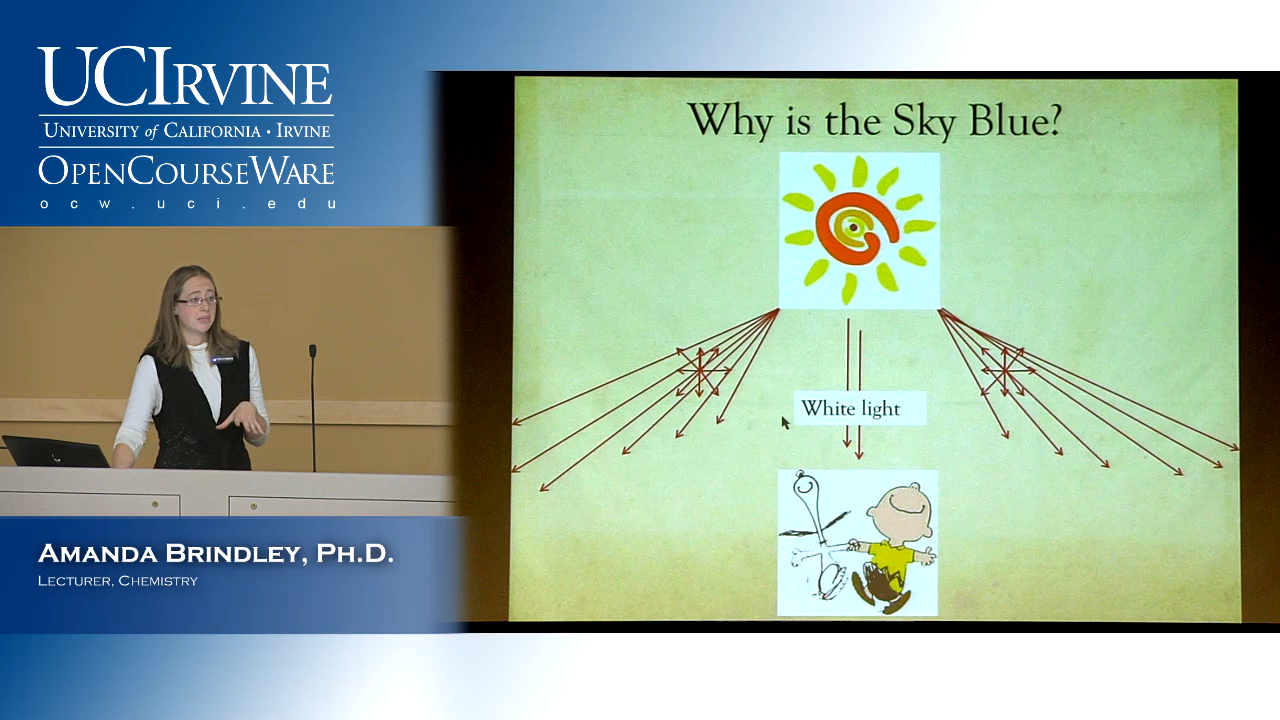 UCIRVINE
UNIVERSITY of CALIFORNIA · IRVINE
OPENCOURSEWARE
ocw.uci.edu
Why is the Sky Blue?
White light
AMANDA BRINDLEY, PH.D.
LECTURER, CHEMISTRY